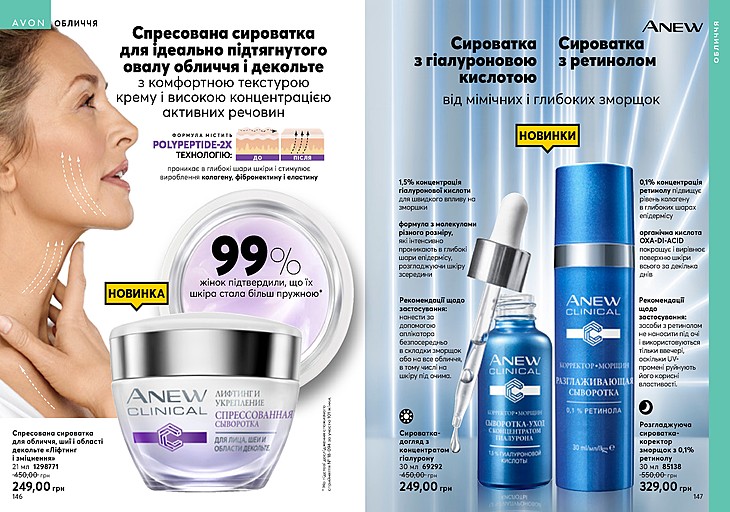 AVON ОБЛИЧЧЯ
Спресована сироватка
для ідеально підтягнутого
овалу обличчя і декольте
з комфортною текстурою
крему і високою концентрацією
активних речовин
ФОРМУЛА МІСТИТЬ
POLYPEPTIDE-2X
ТЕХНОЛОГІЮ:
ДО
ПІСЛЯ
проникає в глибокі шари шкіри і стимулює
вироблення колагену, фібронектину і еластину
99%
жінок підтвердили, що їх
шкіра стала більш пружною*
НОВИНКА
ANEW
CLINICAL
ЛИФТИНГ И
УКРЕПЛЕНИЕ
СПРЕССОВАННАЯ
СЫВОРОТКА
ДЛЯ ЛИЦА, ШЕИ И
ОБЛАСТИ ДЕКОЛЬТЕ
Спресована сироватка
для обличчя, шиї і області
декольте «Ліфтинг
і зміцнення»
21 мл 1298771
450,00 грн
249,00 грн
146
ANEW
ОБЛИЧЧЯ
Сироватка
з гіалуроновою
кислотою
Сироватка
з ретинолом
від мімічних і глибоких зморщок
НОВИНКИ
1,5% концентрація
гіалуронової кислоти
для швидкого впливу на
зморшки
формула з молекулами
різного розміру,
які інтенсивно
проникають в глибокі
шари епідермісу,
розгладжуючи шкіру
зсередини
Рекомендації щодо
застосування:
нанести за
допомогою
аплікатора
безпосередньо
в складки зморшок
або на все обличчя,
в тому числі на
шкіру під очима.
0,1% концентрація
ретинолу підвищує
рівень колагену
в глибоких шарах
епідермісу
органічна кислота
OXA-DI-ACID
покращує і вирівнює
поверхню шкіри
всього за декілька
днів
Рекомендації
щодо
застосування:
засоби з ретинолом
не наносити під очі
і використовуються
тільки ввечері,
оскільки UV-
промені руйнують
його корисні
властивості.
ANEW
CLINICAL
КОРРЕКТОР•МОРЩИН
СЫВОРОТКА-УХОД
С КОНЦЕНТРАТОМ
ГИАЛУРОНА
1,5% ГИАЛУРОНОВОЙ КИСЛОТЫ
ANEW
CLINICAL
КОРРЕКТОР•МОРЩИН
РАЗГЛАЖИВАЮЩАЯ
СЫВОРОТКА
0,1% РЕТИНОЛА
Сироватка-
догляд з
концентратом
гіалурону
30 мл 69292
450,00 грн
249,00 грн
Розгладжуюча
сироватка-
коректор
зморщок з 0,1%
ретинолу
30 мл 85138
550,00 грн
329,00 грн
147